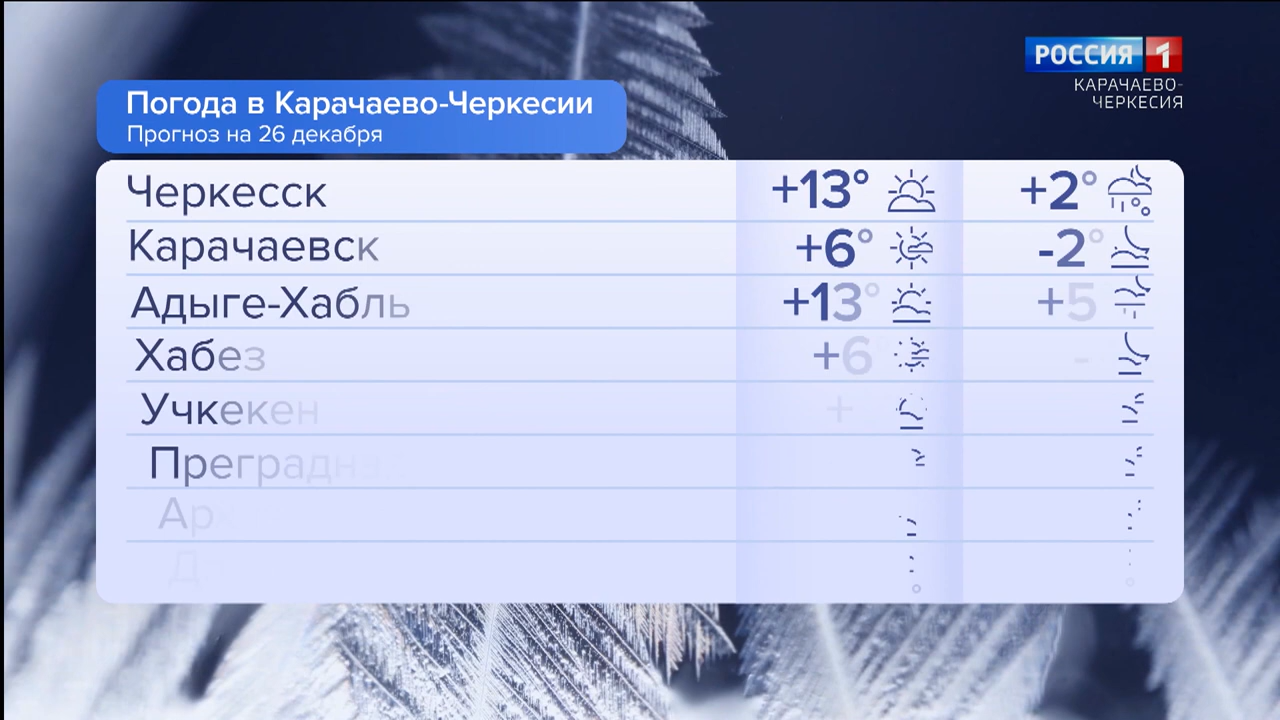 РОССИЯ 1
КАРАЧАЕВО-
ЧЕРКЕСИЯ
Погода в Карачаево-Черкесии
Прогноз на 26 декабря
Черкесск +13° +2°
Карачаевск +6° -2°
Адыге-Хабль +13° +5
Хабез +6 -
Учкекен +